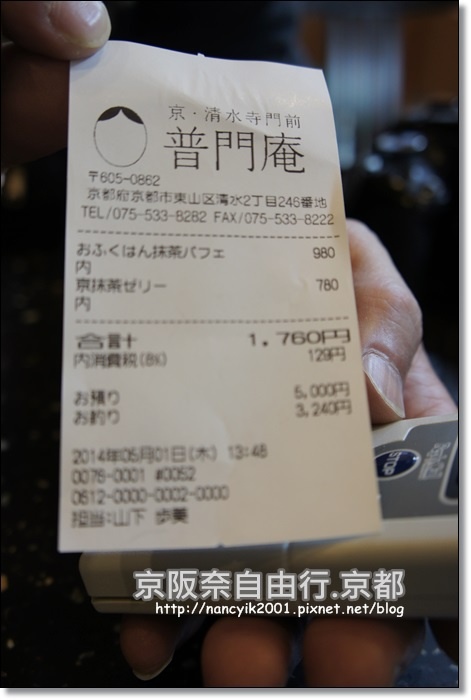 京・清水寺門前
普門庵
〒605-0862
京都府京都市東山区清水2丁目246番地
TEL/075-533-8282 FAX/075-533-8222
おふくはん抹茶パフェ 980
内
京抹茶ゼリー 780
内
合計 1,760円
内消費税(8%) 129円
お預り 5,000円
お釣り 3,240円
2014年05月01日(木) 13:48
0078-0001 #0052
0612-0000-0002-0000
担当:山下 歩美
STOP
京阪奈自由行.京都
http://nancyik2001.pixnet.net/blog